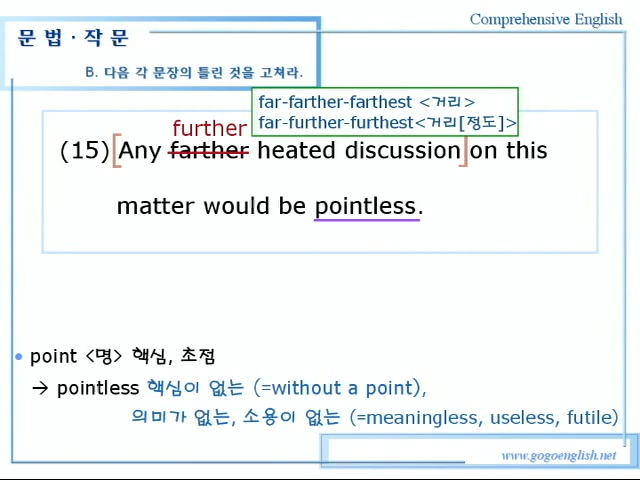 Comprehensive English
문 법 · 작 문
B. 다음 각 문장의 틀린 것을 고쳐라.
far-farther-farthest <거리>
far-further-furthest<거리[정도]>
further
(15) [Any farther heated discussion] on this
matter would be pointless.
• point <명> 핵심, 초점
→ pointless 핵심이 없는 (=without a point),
의미가 없는, 소용이 없는 (=meaningless, useless, futile)
www.gogoenglish.net